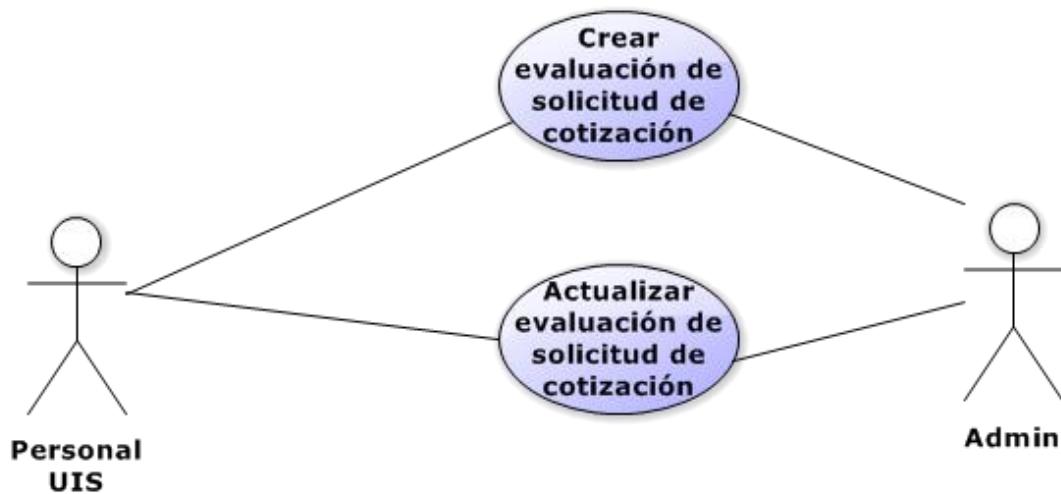 Crear
evaluación de
solicitud de
cotización
Actualizar
evaluación de
solicitud de
cotización
Personal
UIS
Admin